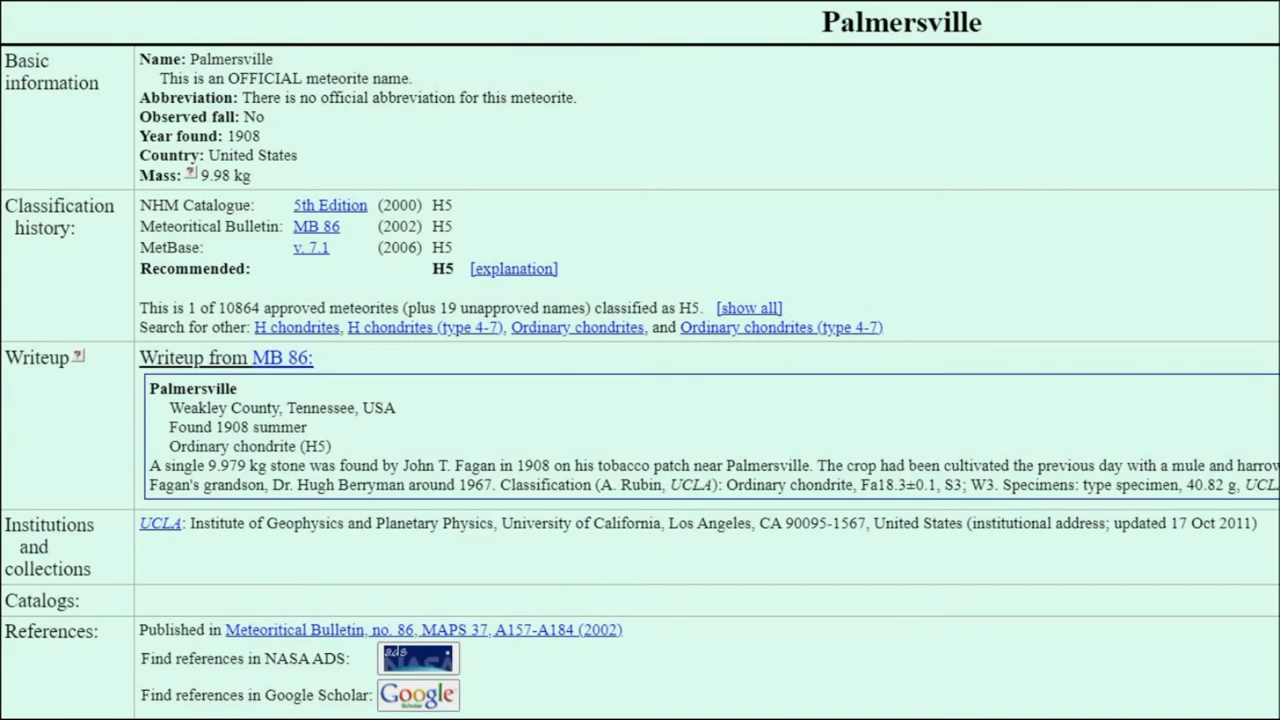 Palmersville
Basic information
Name: Palmersville
This is an OFFICIAL meteorite name.
Abbreviation: There is no official abbreviation for this meteorite.
Observed fall: No
Year found: 1908
Country: United States
Mass: 9.98 kg
Classification history:
NHM Catalogue: 5th Edition (2000) H5
Meteoritical Bulletin: MB 86 (2002) H5
MetBase: v. 7.1 (2006) H5
Recommended: H5 [explanation]
This is 1 of 10864 approved meteorites (plus 19 unapproved names) classified as H5. [show all]
Search for other: H chondrites, H chondrites (type 4-7), Ordinary chondrites, and Ordinary chondrites (type 4-7)
Writeup
Writeup from MB 86:
Palmersville
Weakley County, Tennessee, USA
Found 1908 summer
Ordinary chondrite (H5)
A single 9.979 kg stone was found by John T. Fagan in 1908 on his tobacco patch near Palmersville. The crop had been cultivated the previous day with a mule and harrow
Fagan's grandson, Dr. Hugh Berryman around 1967. Classification (A. Rubin, UCLA): Ordinary chondrite, Fa18.3±0.1, S3; W3. Specimens: type specimen, 40.82 g, UCL
Institutions and collections
UCLA: Institute of Geophysics and Planetary Physics, University of California, Los Angeles, CA 90095-1567, United States (institutional address; updated 17 Oct 2011)
Catalogs:
References:
Published in Meteoritical Bulletin, no. 86, MAPS 37, A157-A184 (2002)
Find references in NASA ADS: ads NASA
Find references in Google Scholar: Google Scholar